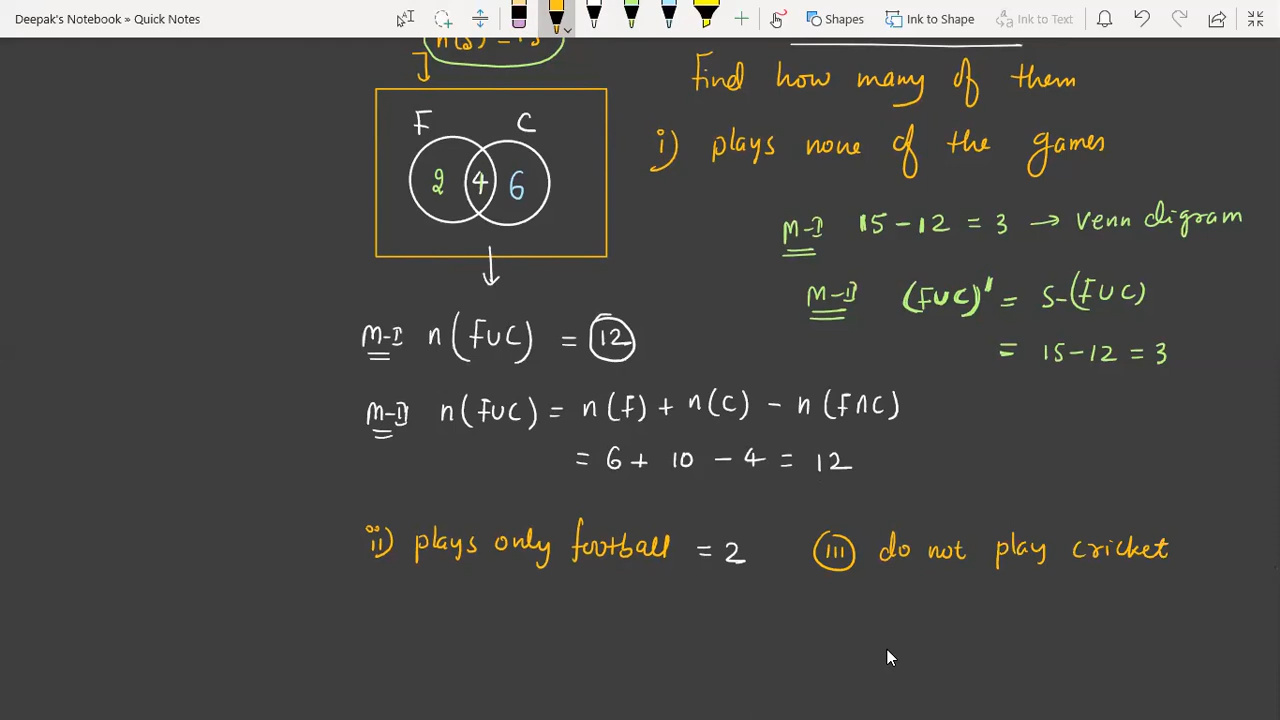 Deepak's Notebook » Quick Notes
Shapes
Ink to Shape
Ink to Text
Find how many of them
F C
i) plays none of the games
2 4 6
M-I 15-12 = 3 → Venn digram
M-II (FUC)' = S-(FUC)
= 15-12 = 3
M-I n(FUC) = 12
M-II n(FUC) = n(F) + n(C) - n(F∩C)
= 6 + 10 - 4 = 12
ii) plays only football = 2
iii do not play cricket